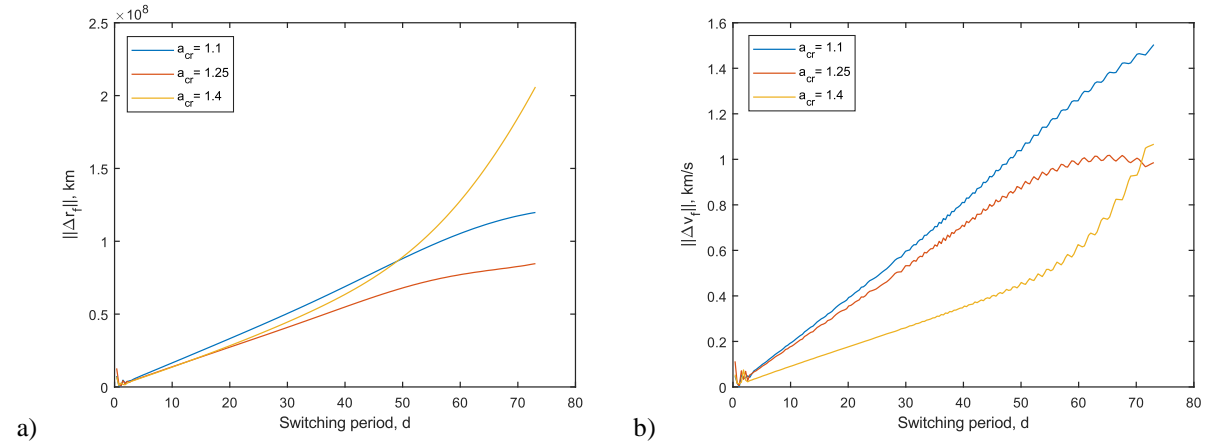 ×10⁸
2.5
2
1.5
1
0.5
0
||Δr_f||, km
a_cr = 1.1
a_cr = 1.25
a_cr = 1.4
0 10 20 30 40 50 60 70 80
Switching period, d
a)
1.6
1.4
1.2
1
0.8
0.6
0.4
0.2
0
||Δv_f||, km/s
a_cr = 1.1
a_cr = 1.25
a_cr = 1.4
0 10 20 30 40 50 60 70 80
Switching period, d
b)